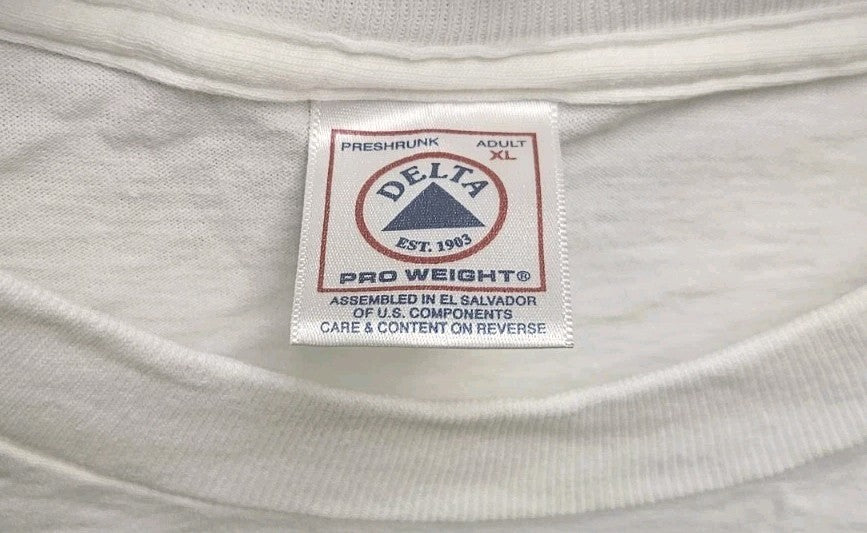 PRESHRUNK ADULT
XL
DELTA
EST. 1903
PRO WEIGHT®
ASSEMBLED IN EL SALVADOR
OF U.S. COMPONENTS
CARE & CONTENT ON REVERSE